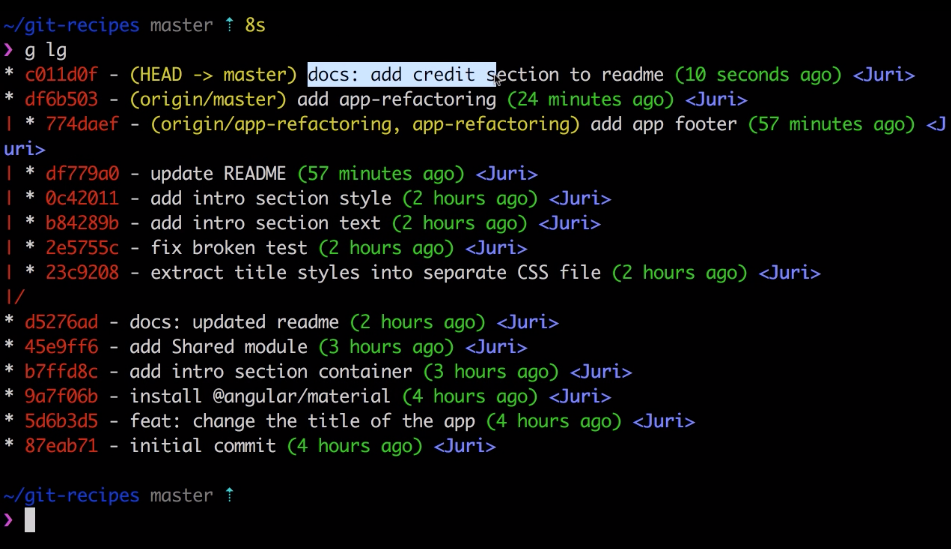 ~/git-recipes master ⇡ 8s
❯ g lg
* c011d0f - (HEAD -> master) docs: add credit section to readme (10 seconds ago) <Juri>
* df6b503 - (origin/master) add app-refactoring (24 minutes ago) <Juri>
| * 774daef - (origin/app-refactoring, app-refactoring) add app footer (57 minutes ago) <J
uri>
| * df779a0 - update README (57 minutes ago) <Juri>
| * 0c42011 - add intro section style (2 hours ago) <Juri>
| * b84289b - add intro section text (2 hours ago) <Juri>
| * 2e5755c - fix broken test (2 hours ago) <Juri>
| * 23c9208 - extract title styles into separate CSS file (2 hours ago) <Juri>
|/
* d5276ad - docs: updated readme (2 hours ago) <Juri>
* 45e9ff6 - add Shared module (3 hours ago) <Juri>
* b7ffd8c - add intro section container (3 hours ago) <Juri>
* 9a7f06b - install @angular/material (4 hours ago) <Juri>
* 5d6b3d5 - feat: change the title of the app (4 hours ago) <Juri>
* 87eab71 - initial commit (4 hours ago) <Juri>
~/git-recipes master ⇡
❯